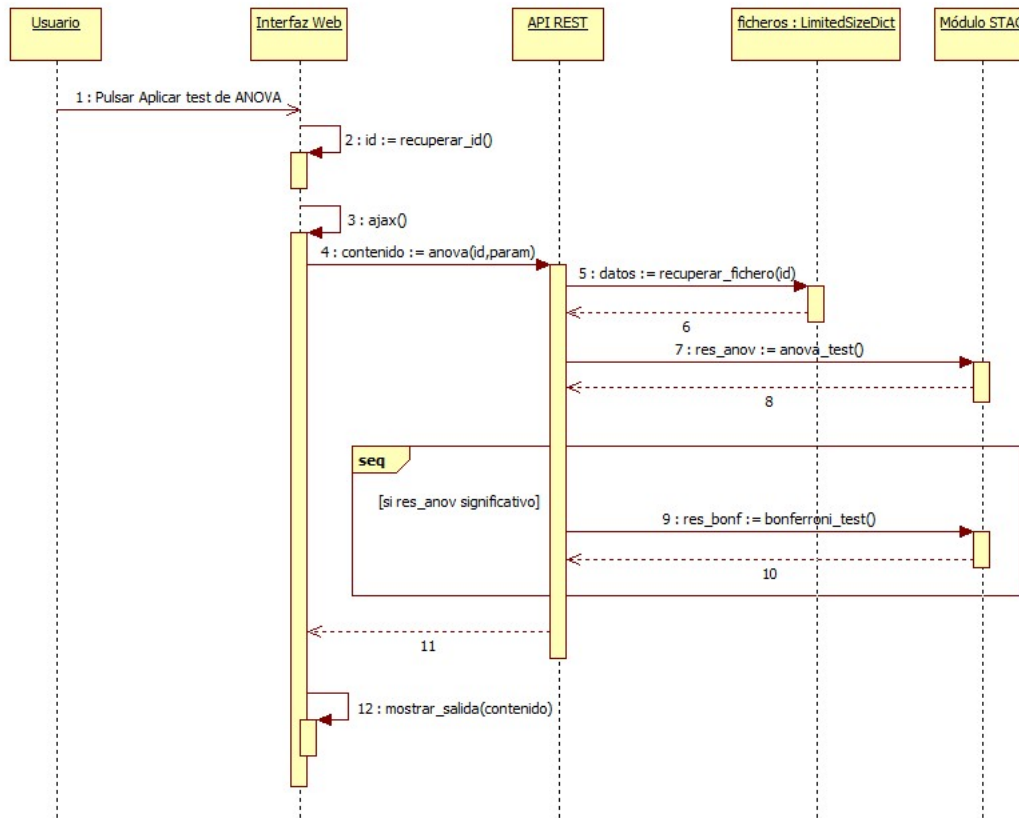 Usuario
Interfaz Web
API REST
ficheros : LimitedSizeDict
Módulo STAC
1 : Pulsar Aplicar test de ANOVA
2 : id := recuperar_id()
3 : ajax()
4 : contenido := anova(id,param)
5 : datos := recuperar_fichero(id)
6
7 : res_anov := anova_test()
8
seq
[si res_anov significativo]
9 : res_bonf := bonferroni_test()
10
11
12 : mostrar_salida(contenido)